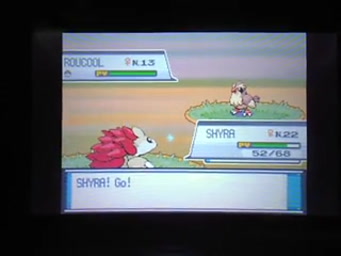 ROUCOOL ♀ N.13
PV
SHYRA ♀ N.22
PV
52/68
SHYRA! Go!